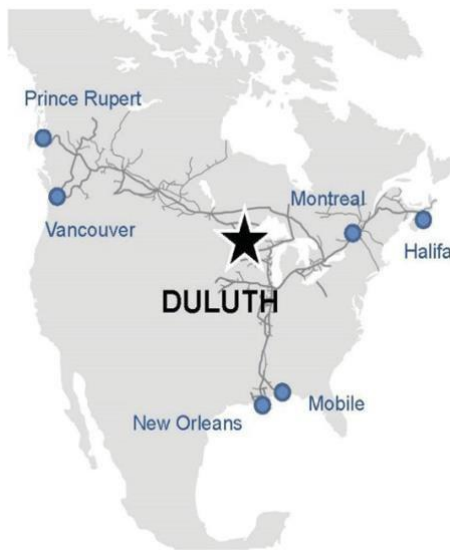 Prince Rupert
Montreal
Vancouver
Halifa
DULUTH
Mobile
New Orleans